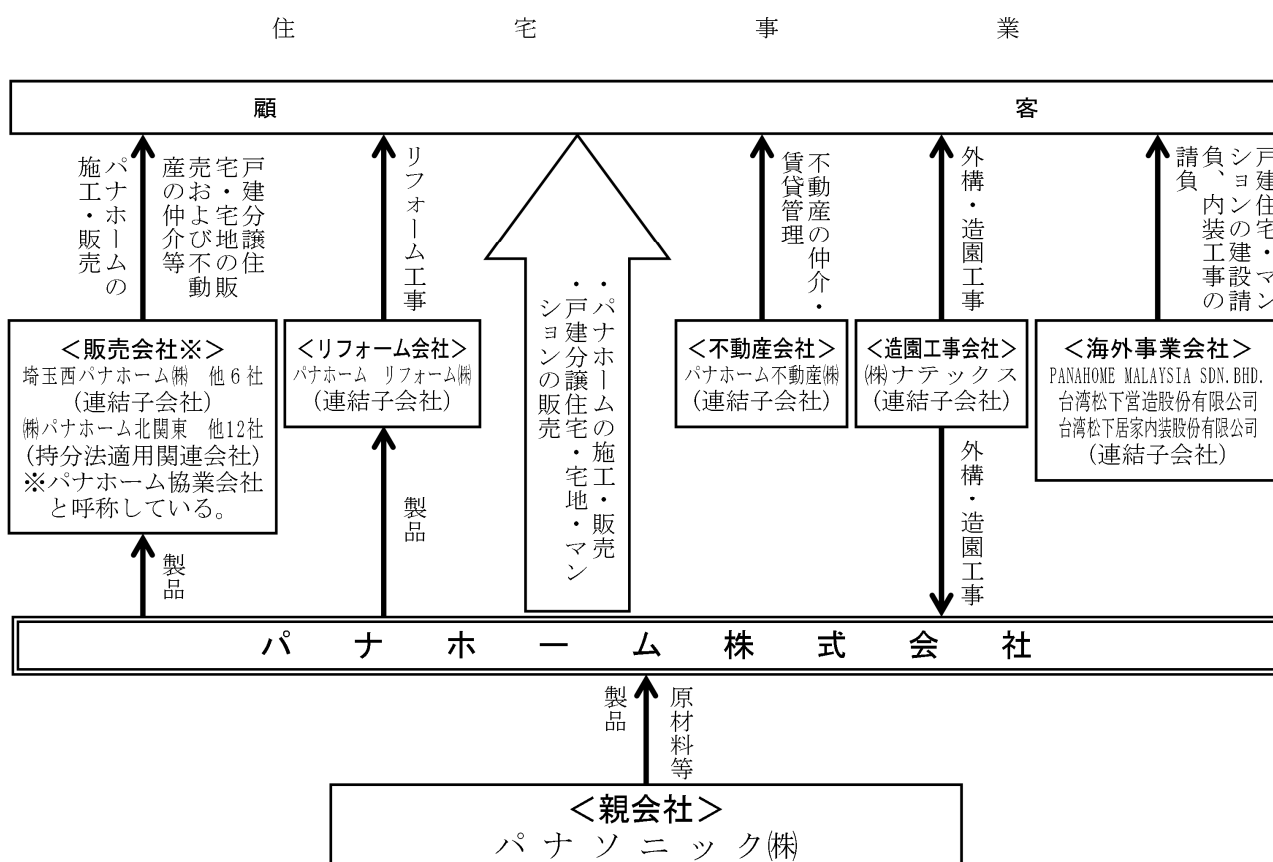 住宅事業
顧客
パナホームの
施工・販売
戸建分譲住
宅・宅地の販
売および不動
産の仲介等
リフォーム工事
・パナホームの施工・販売
・戸建分譲住宅・宅地・マン
ションの販売
不動産の仲介・
賃貸管理
外構・造園工事
戸建住宅・マン
ションの建設請
負、内装工事の
請負
＜販売会社※＞
埼玉西パナホーム㈱　他６社
(連結子会社)
㈱パナホーム北関東　他12社
(持分法適用関連会社)
※パナホーム協業会社
と呼称している。
＜リフォーム会社＞
パナホーム　リフォーム㈱
(連結子会社)
＜不動産会社＞
パナホーム不動産㈱
(連結子会社)
＜造園工事会社＞
㈱ナテックス
(連結子会社)
＜海外事業会社＞
PANAHOME MALAYSIA SDN.BHD.
台湾松下営造股份有限公司
台湾松下居家内装股份有限公司
(連結子会社)
製品
製品
外構・造園工事
パナホーム株式会社
製品
原材料等
＜親会社＞
パナソニック㈱